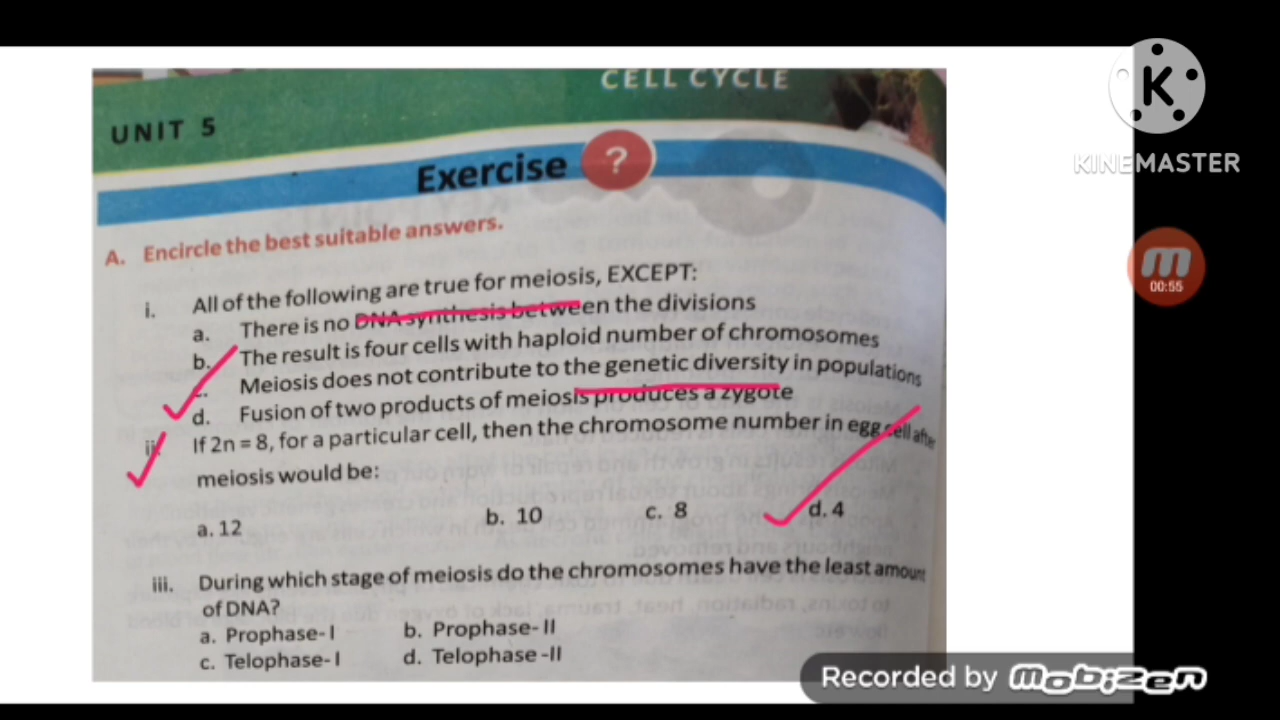 CELL CYCLE
UNIT 5
Exercise ?
A. Encircle the best suitable answers.
i. All of the following are true for meiosis, EXCEPT:
a. There is no DNA synthesis between the divisions
b. The result is four cells with haploid number of chromosomes
Meiosis does not contribute to the genetic diversity in populations
d. Fusion of two products of meiosis produces a zygote
ii. If 2n = 8, for a particular cell, then the chromosome number in egg cell after
meiosis would be:
a. 12 b. 10 c. 8 d. 4
iii. During which stage of meiosis do the chromosomes have the least amount
of DNA?
a. Prophase-I b. Prophase-II
c. Telophase-I d. Telophase-II
K
KINEMASTER
m
00:55
Recorded by mobizen